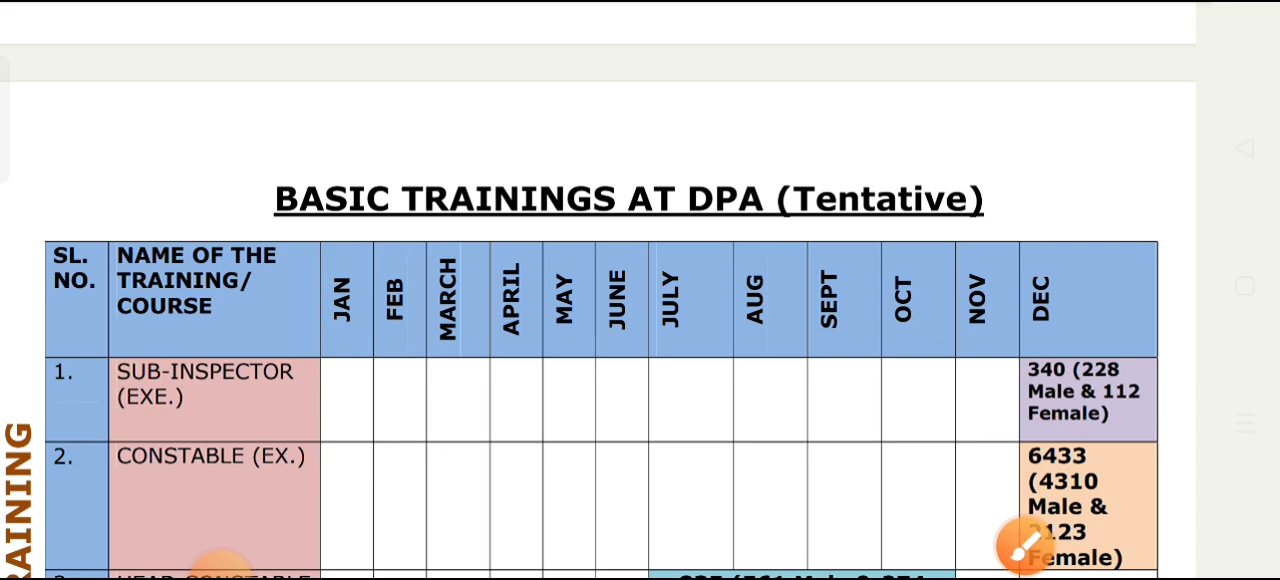 BASIC TRAININGS AT DPA (Tentative)
SL. NO.
NAME OF THE TRAINING/ COURSE
JAN
FEB
MARCH
APRIL
MAY
JUNE
JULY
AUG
SEPT
OCT
NOV
DEC
1.
SUB-INSPECTOR
(EXE.)
340 (228
Male & 112
Female)
2.
CONSTABLE (EX.)
6433
(4310
Male &
2123
Female)
RAINING